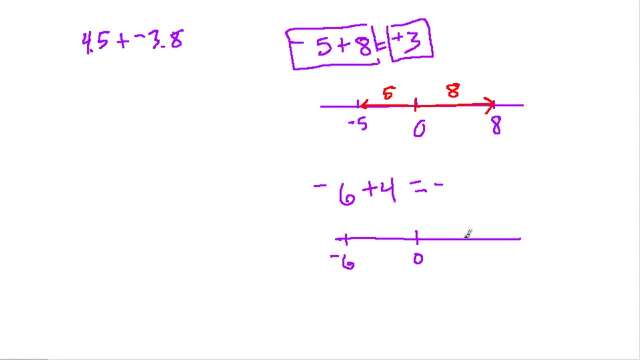 4.5 + -3.8
- 5 + 8 = +3
5 8
-5 0 8
- 6 + 4 = -
-6 0